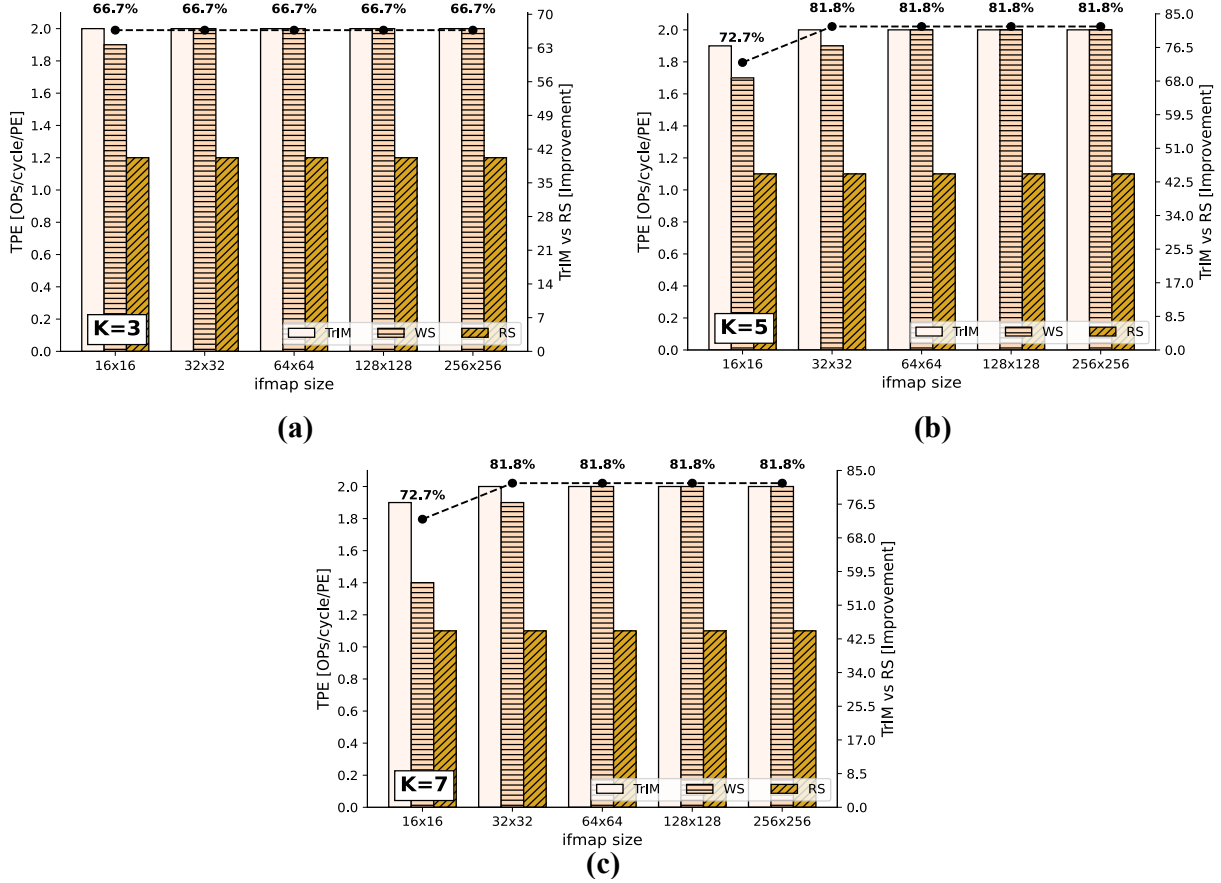 66.7% 66.7% 66.7% 66.7% 66.7%
TPE [OPs/cycle/PE]
2.0
1.8
1.6
1.4
1.2
1.0
0.8
0.6
0.4
0.2
0.0
70
63
56
49
42
35
28
21
14
7
0
TrIM vs RS [Improvement]
K=3
TrIM WS RS
16x16 32x32 64x64 128x128 256x256
ifmap size
(a)
72.7% 81.8% 81.8% 81.8% 81.8%
TPE [OPs/cycle/PE]
2.0
1.8
1.6
1.4
1.2
1.0
0.8
0.6
0.4
0.2
0.0
85.0
76.5
68.0
59.5
51.0
42.5
34.0
25.5
17.0
8.5
0.0
TrIM vs RS [Improvement]
K=5
TrIM WS RS
16x16 32x32 64x64 128x128 256x256
ifmap size
(b)
72.7% 81.8% 81.8% 81.8% 81.8%
TPE [OPs/cycle/PE]
2.0
1.8
1.6
1.4
1.2
1.0
0.8
0.6
0.4
0.2
0.0
85.0
76.5
68.0
59.5
51.0
42.5
34.0
25.5
17.0
8.5
0.0
TrIM vs RS [Improvement]
K=7
TrIM WS RS
16x16 32x32 64x64 128x128 256x256
ifmap size
(c)